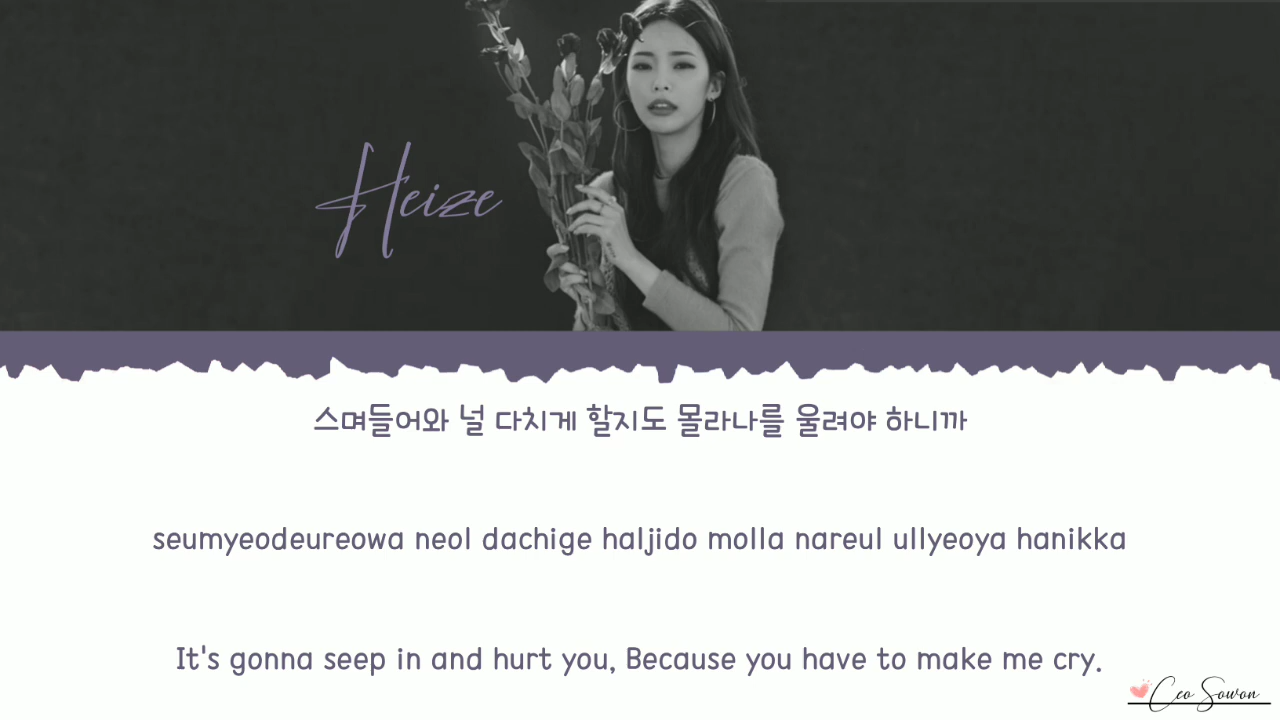 Heize
스며들어와 널 다치게 할지도 몰라나를 울려야 하니까
seumyeodeureowa neol dachige haljido molla nareul ullyeoya hanikka
It's gonna seep in and hurt you, Because you have to make me cry.
Ceo Sowon